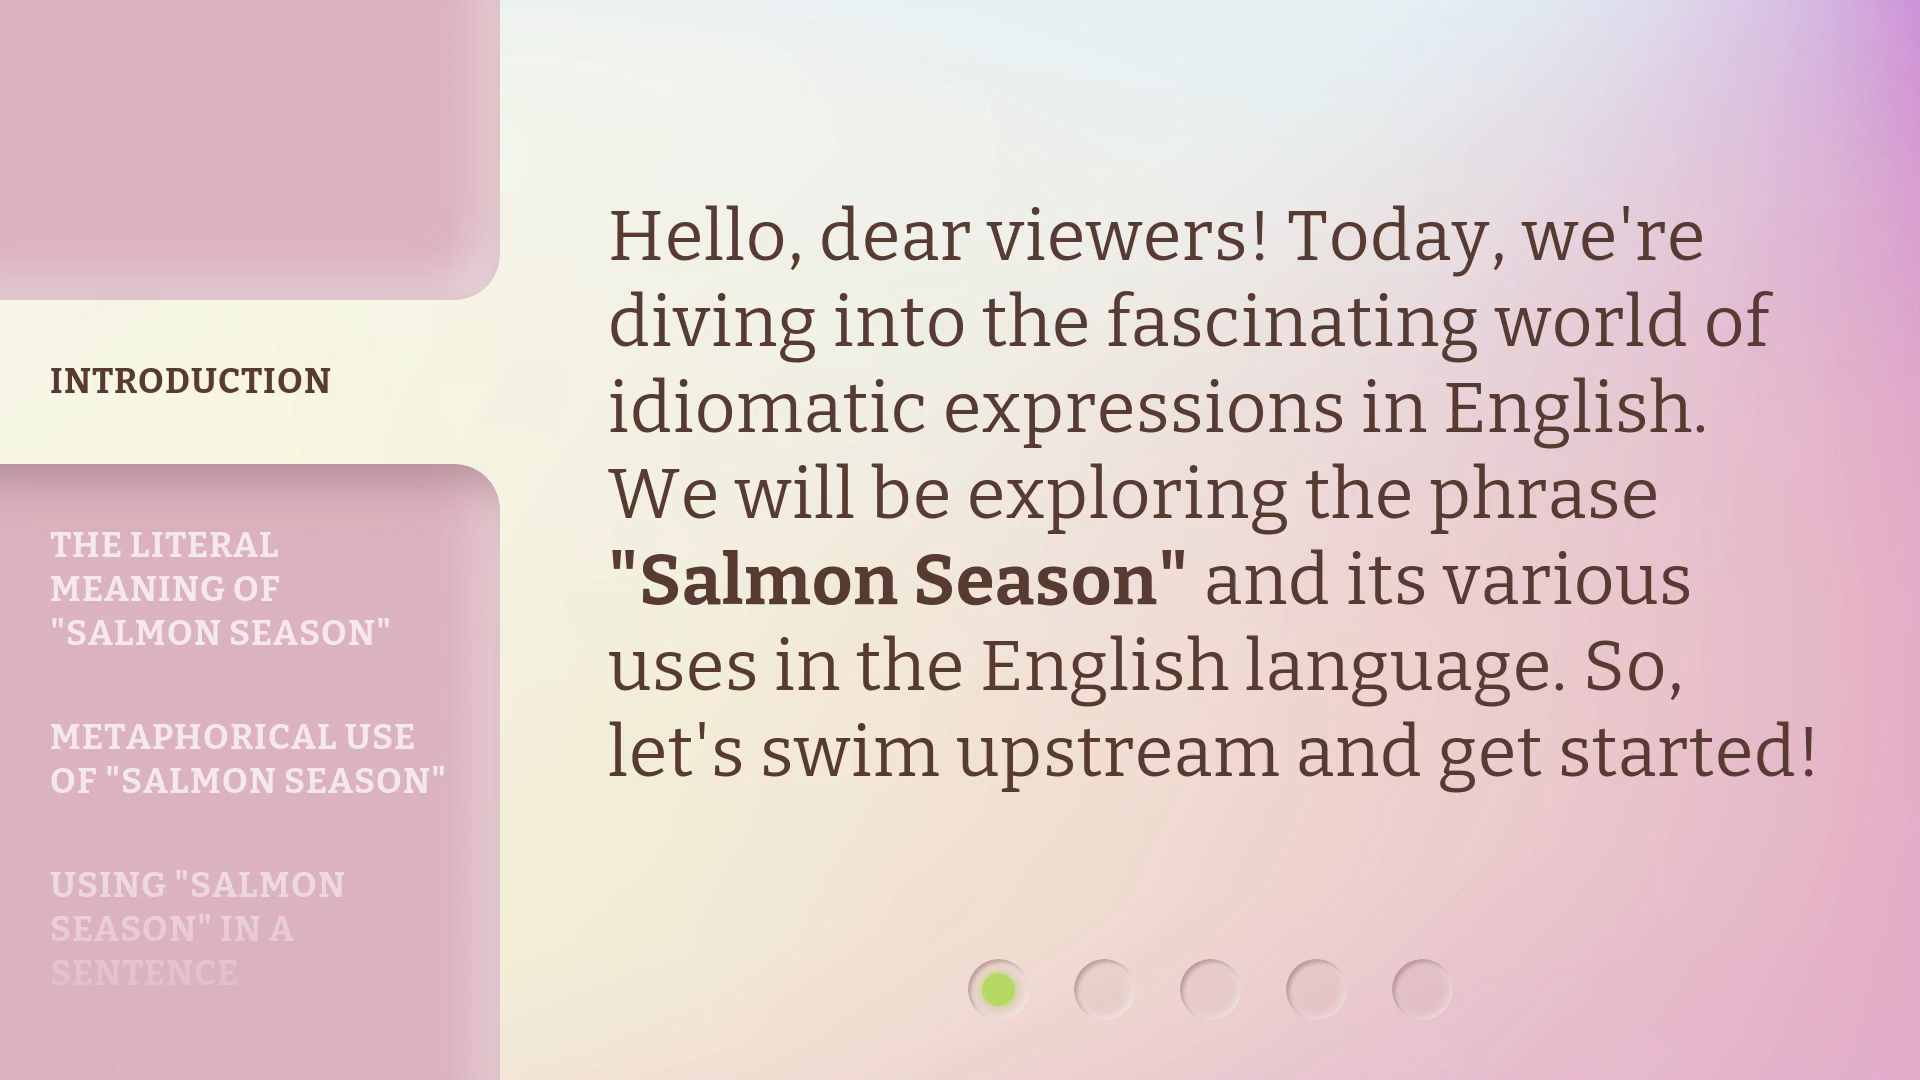 INTRODUCTION
THE LITERAL
MEANING OF
"SALMON SEASON"
METAPHORICAL USE
OF "SALMON SEASON"
USING "SALMON
SEASON" IN A
SENTENCE
Hello, dear viewers! Today, we're
diving into the fascinating world of
idiomatic expressions in English.
We will be exploring the phrase
"Salmon Season" and its various
uses in the English language. So,
let's swim upstream and get started!